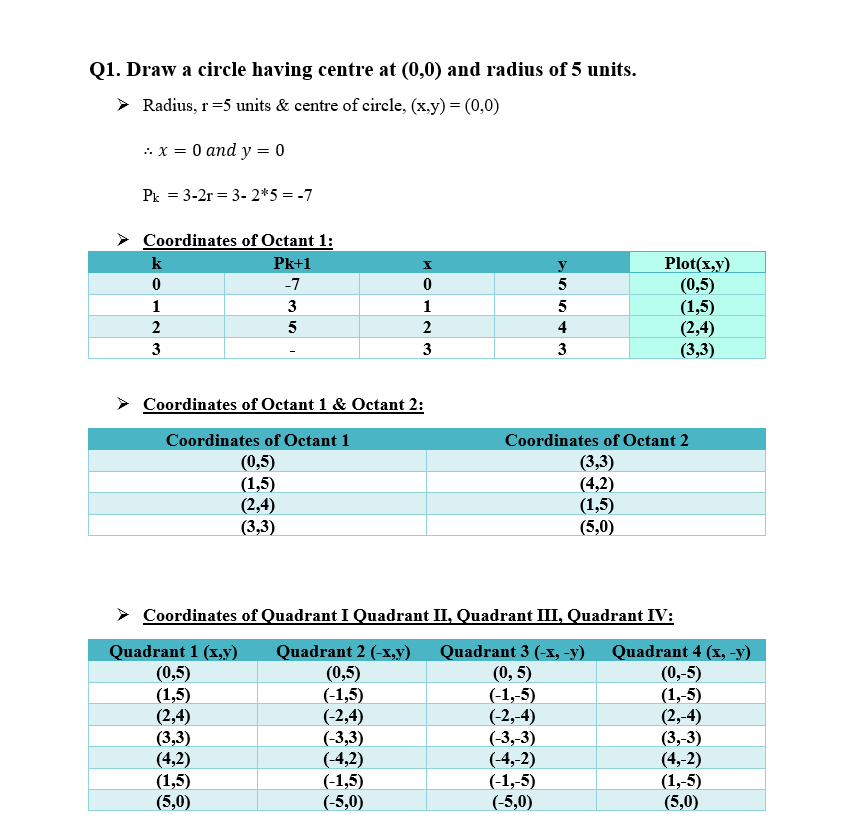 Q1. Draw a circle having centre at (0,0) and radius of 5 units.
➢ Radius, r =5 units & centre of circle, (x,y) = (0,0)
∴ x = 0 and y = 0
Pk = 3-2r = 3- 2*5 = -7
➢ Coordinates of Octant 1:
k Pk+1 x y Plot(x,y)
0 -7 0 5 (0,5)
1 3 1 5 (1,5)
2 5 2 4 (2,4)
3 - 3 3 (3,3)
➢ Coordinates of Octant 1 & Octant 2:
Coordinates of Octant 1 Coordinates of Octant 2
(0,5) (3,3)
(1,5) (4,2)
(2,4) (1,5)
(3,3) (5,0)
➢ Coordinates of Quadrant I Quadrant II, Quadrant III, Quadrant IV:
Quadrant 1 (x,y) Quadrant 2 (-x,y) Quadrant 3 (-x, -y) Quadrant 4 (x, -y)
(0,5) (0,5) (0, 5) (0,-5)
(1,5) (-1,5) (-1,-5) (1,-5)
(2,4) (-2,4) (-2,-4) (2,-4)
(3,3) (-3,3) (-3,-3) (3,-3)
(4,2) (-4,2) (-4,-2) (4,-2)
(1,5) (-1,5) (-1,-5) (1,-5)
(5,0) (-5,0) (-5,0) (5,0)